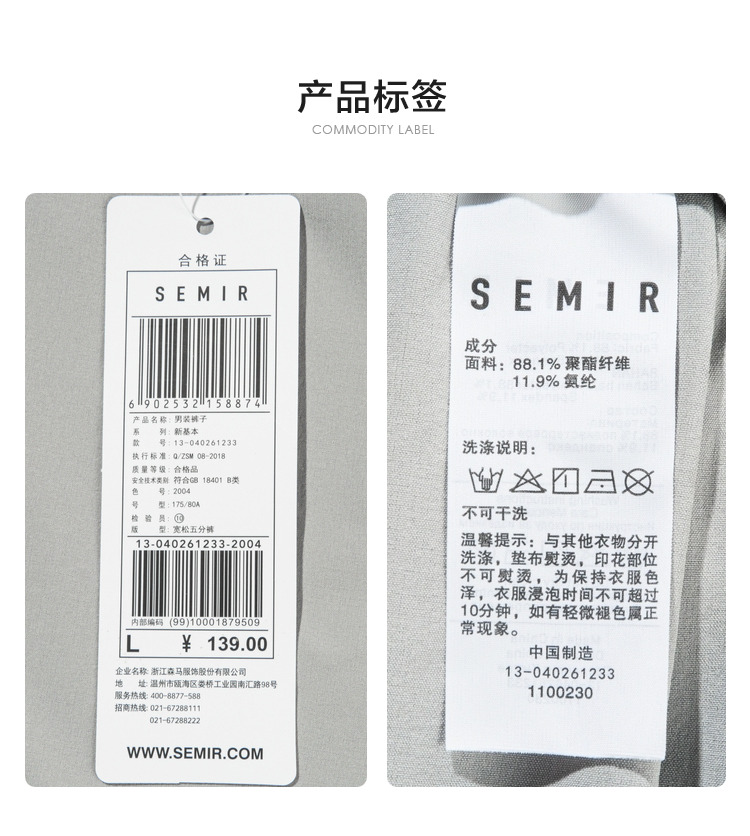 产品标签
COMMODITY LABEL
合格证
SEMIR
6 902532 158874
产品名称: 男装裤子
系 列: 新基本
款 号: 13-040261233
执行标准: Q/ZSM 08-2018
质量等级: 合格品
安全技术类别 符合GB 18401 B类
色 号: 2004
号 型: 175/80A
检 验 员: ⑩
版 型: 宽松五分裤
13-040261233-2004
内部编码 (99)10001879509
L ¥ 139.00
企业名称: 浙江森马服饰股份有限公司
地 址: 温州市瓯海区娄桥工业园南汇路98号
服务热线: 400-8877-588
招商热线: 021-67288111
021-67288222
WWW.SEMIR.COM
SEMIR
成分
面料: 88.1% 聚酯纤维
11.9% 氨纶
洗涤说明:
不可干洗
温馨提示: 与其他衣物分开
洗涤, 垫布熨烫, 印花部位
不可熨烫, 为保持衣服色
泽, 衣服浸泡时间不可超过
10分钟, 如有轻微褪色属正
常现象。
中国制造
13-040261233
1100230